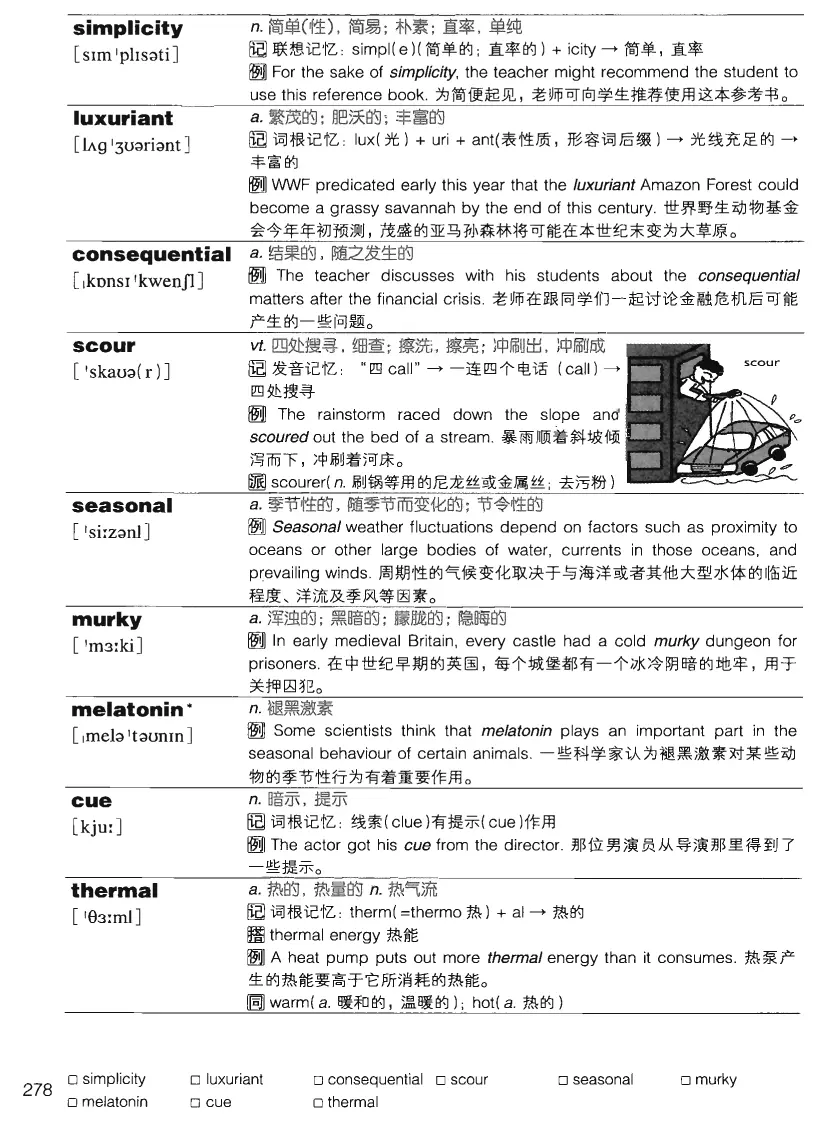 simplicity n. 简单(性), 简易; 朴素; 直率, 单纯
[sɪmˈplɪsəti] 记 联想记忆: simpl(e)(简单的; 直率的) + icity → 简单, 直率
例 For the sake of simplicity, the teacher might recommend the student to
use this reference book. 为简便起见, 老师可向学生推荐使用这本参考书。
luxuriant a. 繁茂的; 肥沃的; 丰富的
[lʌgˈʒʊəriənt] 记 词根记忆: lux(光) + uri + ant(表性质, 形容词后缀) → 光线充足的 →
丰富的
例 WWF predicated early this year that the luxuriant Amazon Forest could
become a grassy savannah by the end of this century. 世界野生动物基金
会今年年初预测, 茂盛的亚马孙森林将可能在本世纪末变为大草原。
consequential a. 结果的, 随之发生的
[ˌkɒnsɪˈkwenʃl] 例 The teacher discusses with his students about the consequential
matters after the financial crisis. 老师在跟同学们一起讨论金融危机后可能
产生的一些问题。
scour vt. 四处搜寻, 细查; 擦洗, 擦亮; 冲刷出, 冲刷成
[ˈskaʊə(r)] 记 发音记忆: “四 call” → 一连四个电话 (call) →
四处搜寻
例 The rainstorm raced down the slope and
scoured out the bed of a stream. 暴雨顺着斜坡倾
泻而下, 冲刷着河床。
派 scourer(n. 刷锅等用的尼龙丝或金属丝; 去污粉)
scour
seasonal a. 季节性的, 随季节而变化的; 节令性的
[ˈsiːzənl] 例 Seasonal weather fluctuations depend on factors such as proximity to
oceans or other large bodies of water, currents in those oceans, and
prevailing winds. 周期性的气候变化取决于与海洋或者其他大型水体的临近
程度、洋流及季风等因素。
murky a. 浑浊的; 黑暗的; 朦胧的; 隐晦的
[ˈmɜːki] 例 In early medieval Britain, every castle had a cold murky dungeon for
prisoners. 在中世纪早期的英国, 每个城堡都有一个冰冷阴暗的地牢, 用于
关押囚犯。
melatonin* n. 褪黑激素
[ˌmeləˈtəʊnɪn] 例 Some scientists think that melatonin plays an important part in the
seasonal behaviour of certain animals. 一些科学家认为褪黑激素对某些动
物的季节性行为有着重要作用。
cue n. 暗示, 提示
[kjuː] 记 词根记忆: 线索(clue)有提示(cue)作用
例 The actor got his cue from the director. 那位男演员从导演那里得到了
一些提示。
thermal a. 热的, 热量的 n. 热气流
[ˈθɜːml] 记 词根记忆: therm(=thermo 热) + al → 热的
搭 thermal energy 热能
例 A heat pump puts out more thermal energy than it consumes. 热泵产
生的热能要高于它所消耗的热能。
同 warm(a. 暖和的, 温暖的); hot(a. 热的)
278 □ simplicity □ luxuriant □ consequential □ scour □ seasonal □ murky
□ melatonin □ cue □ thermal